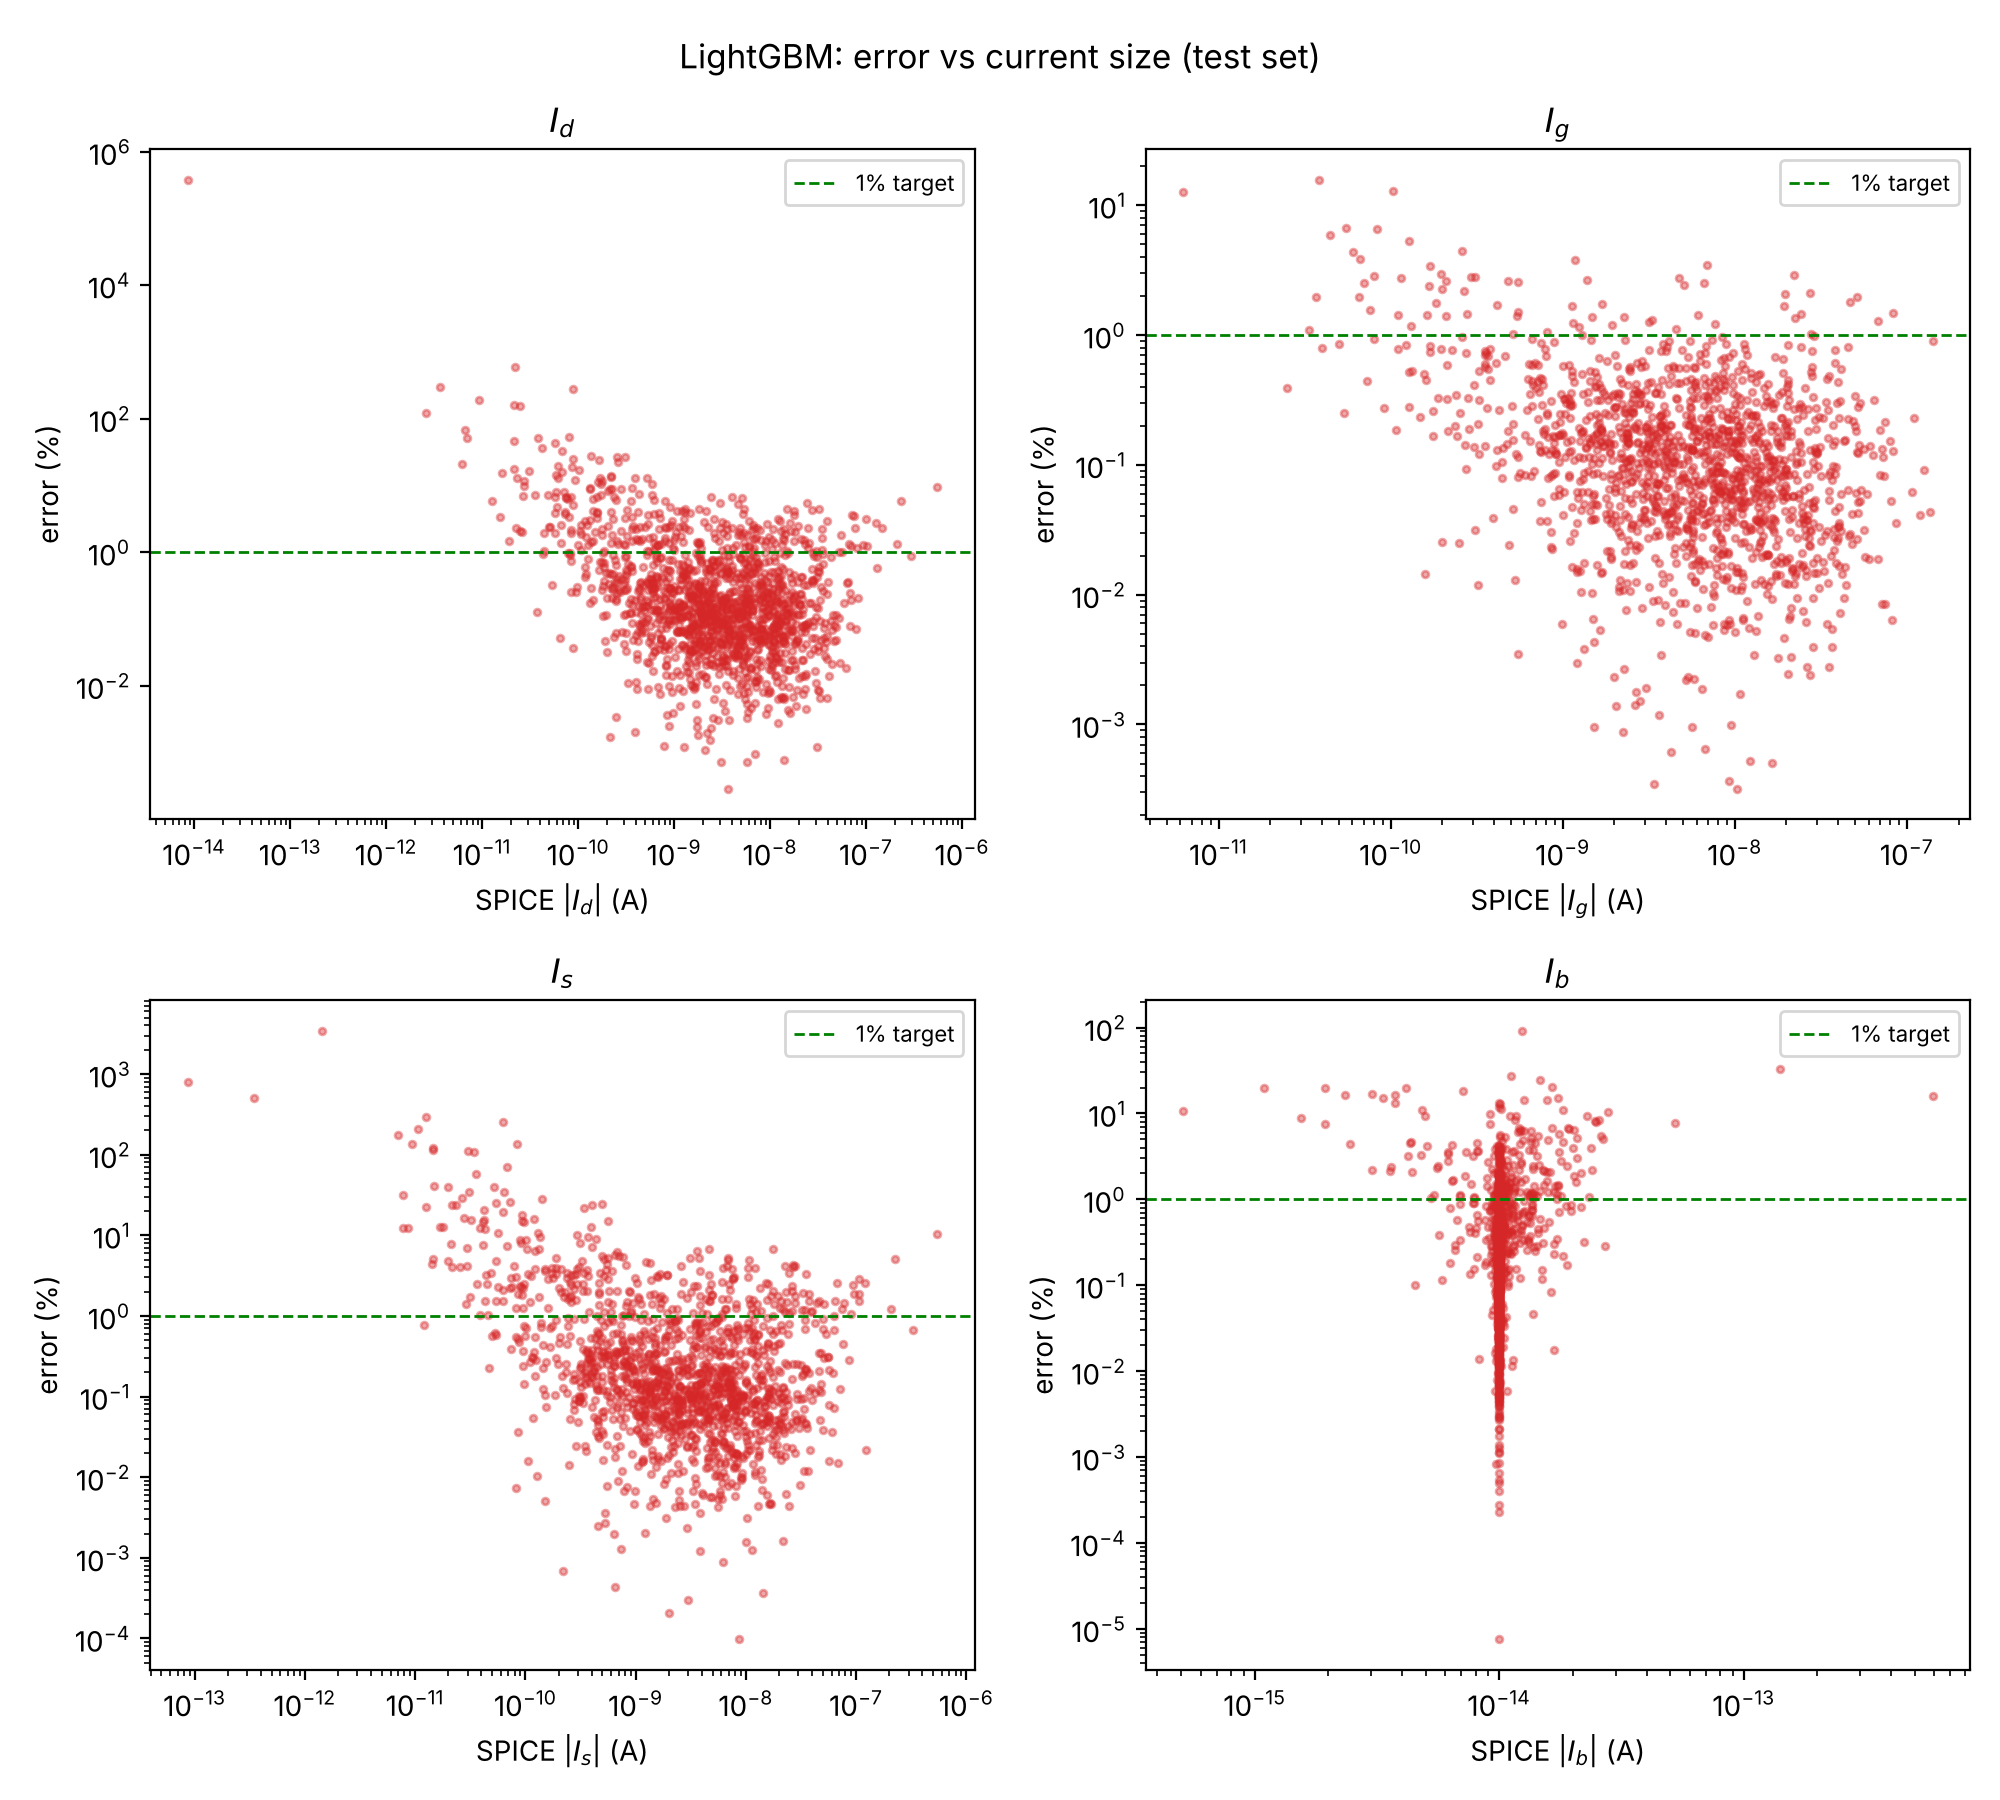 LightGBM: error vs current size (test set)
I_d
10^6
10^4
10^2
10^0
10^−2
error (%)
1% target
10^−14 10^−13 10^−12 10^−11 10^−10 10^−9 10^−8 10^−7 10^−6
SPICE |I_d| (A)
I_g
10^1
10^0
10^−1
10^−2
10^−3
error (%)
1% target
10^−11 10^−10 10^−9 10^−8 10^−7
SPICE |I_g| (A)
I_s
10^3
10^2
10^1
10^0
10^−1
10^−2
10^−3
10^−4
error (%)
1% target
10^−13 10^−12 10^−11 10^−10 10^−9 10^−8 10^−7 10^−6
SPICE |I_s| (A)
I_b
10^2
10^1
10^0
10^−1
10^−2
10^−3
10^−4
10^−5
error (%)
1% target
10^−15 10^−14 10^−13
SPICE |I_b| (A)